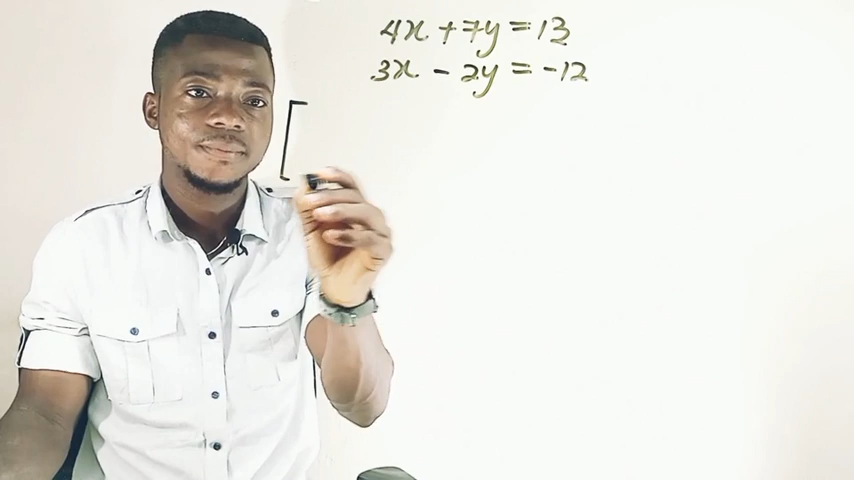 4x + 7y = 13
3x - 2y = -12
[